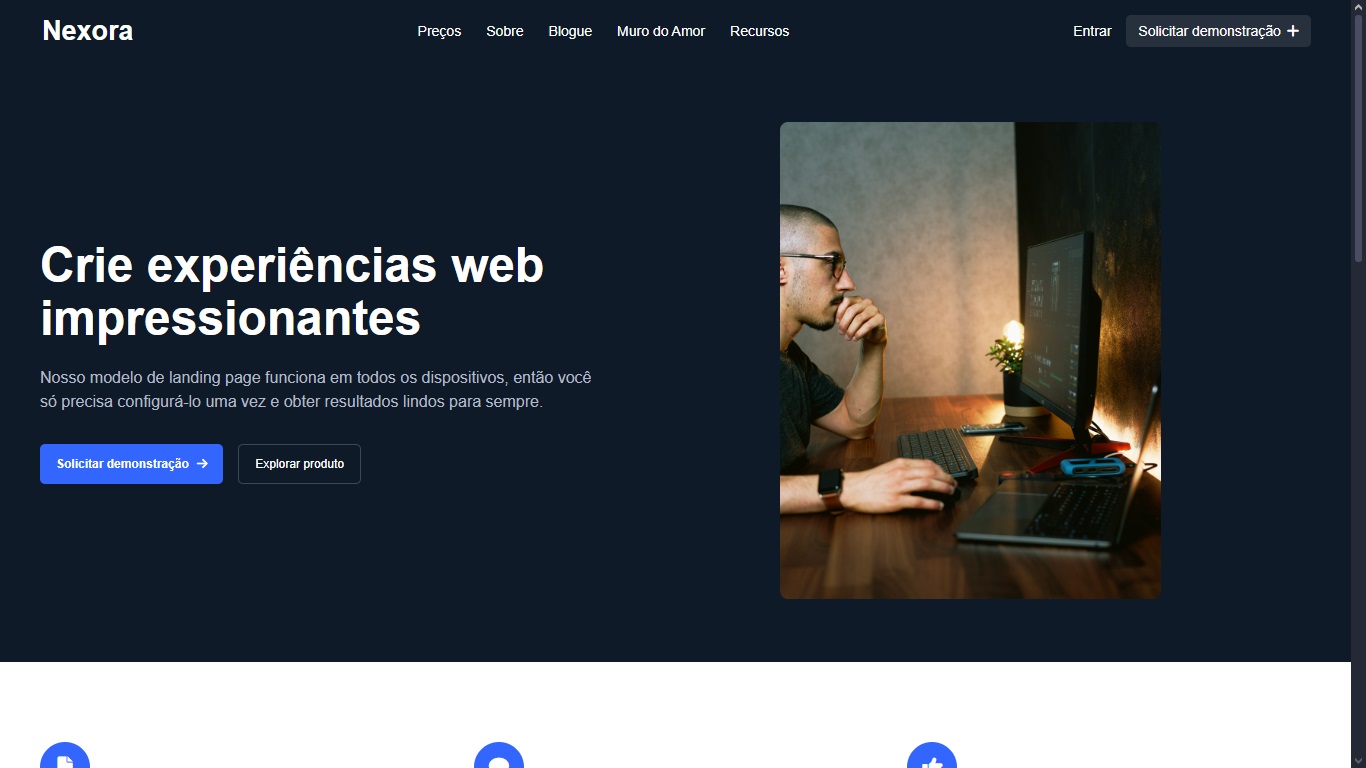 Nexora
Preços
Sobre
Blogue
Muro do Amor
Recursos
Entrar
Solicitar demonstração
Crie experiências web
impressionantes
Nosso modelo de landing page funciona em todos os dispositivos, então você
só precisa configurá-lo uma vez e obter resultados lindos para sempre.
Solicitar demonstração
Explorar produto